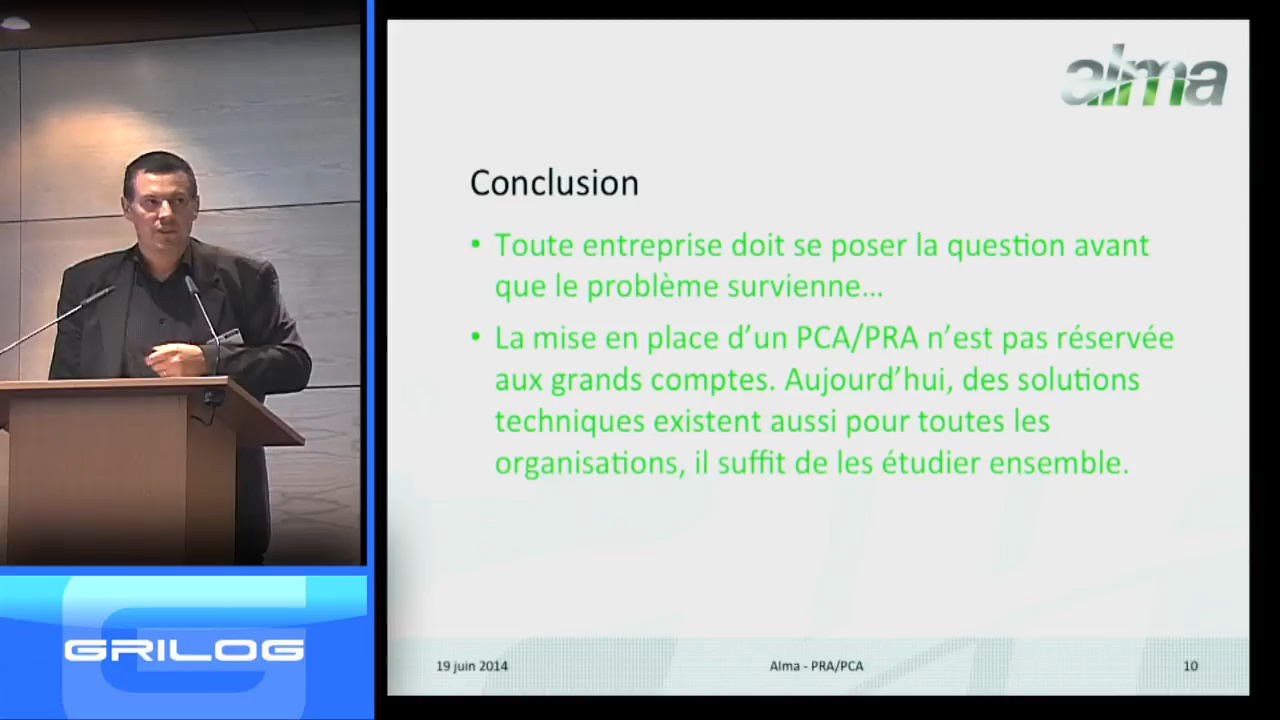 alma
Conclusion
• Toute entreprise doit se poser la question avant
que le problème survienne...
• La mise en place d'un PCA/PRA n'est pas réservée
aux grands comptes. Aujourd'hui, des solutions
techniques existent aussi pour toutes les
organisations, il suffit de les étudier ensemble.
19 juin 2014
Alma - PRA/PCA
10
GRILOG